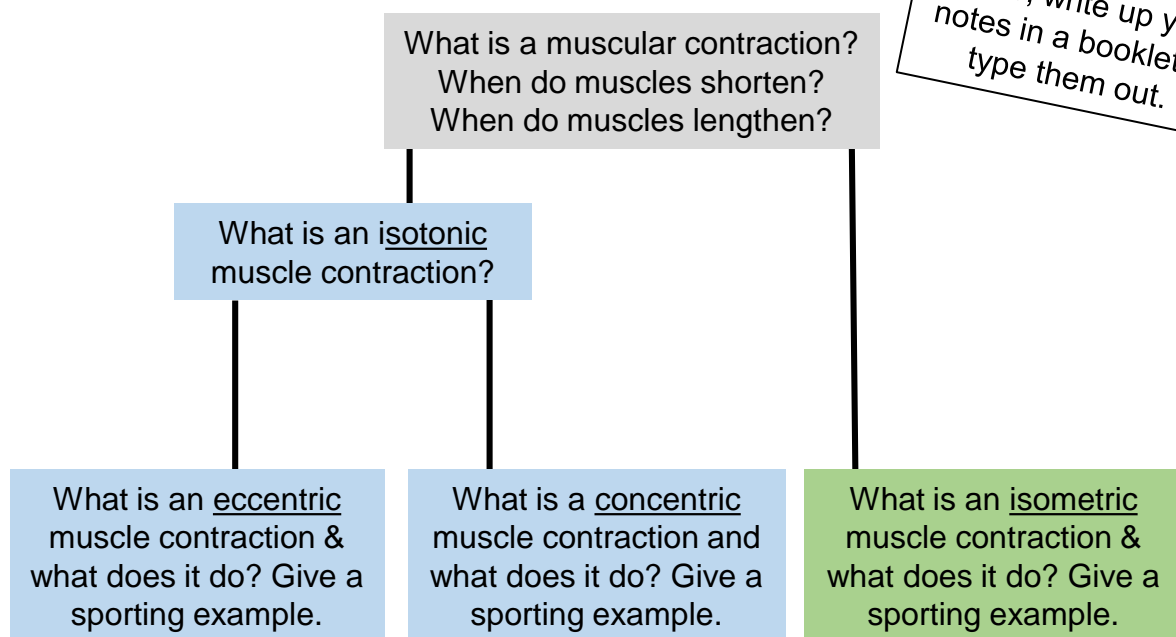 write up
notes in a booklet
type them out.
What is a muscular contraction?
When do muscles shorten?
When do muscles lengthen?
What is an isotonic
muscle contraction?
What is an eccentric
muscle contraction &
what does it do? Give a
sporting example.
What is a concentric
muscle contraction and
what does it do? Give a
sporting example.
What is an isometric
muscle contraction &
what does it do? Give a
sporting example.